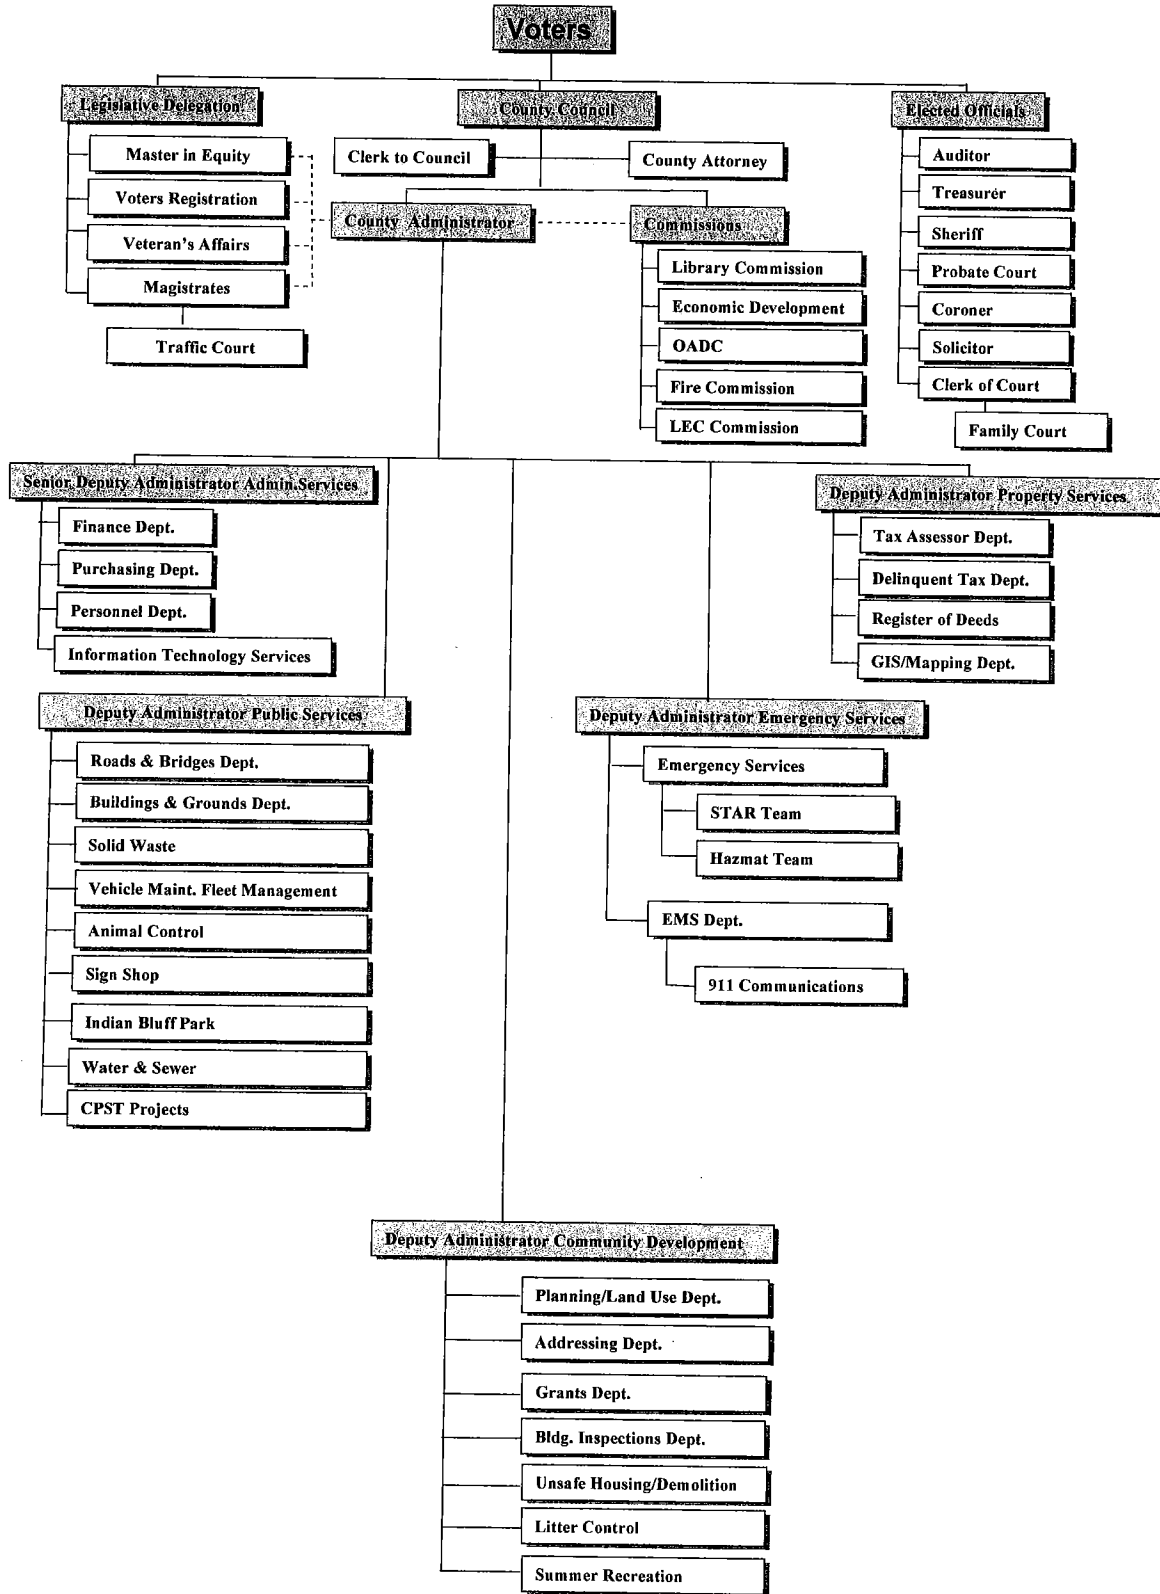 Voters
Legislative Delegation
County Council
Elected Officials
Master in Equity
Voters Registration
Veteran's Affairs
Magistrates
Traffic Court
Clerk to Council
County Attorney
County Administrator
Commissions
Library Commission
Economic Development
OADC
Fire Commission
LEC Commission
Auditor
Treasurer
Sheriff
Probate Court
Coroner
Solicitor
Clerk of Court
Family Court
Senior Deputy Administrator Admin.Services
Finance Dept.
Purchasing Dept.
Personnel Dept.
Information Technology Services
Deputy Administrator Property Services
Tax Assessor Dept.
Delinquent Tax Dept.
Register of Deeds
GIS/Mapping Dept.
Deputy Administrator Public Services
Roads & Bridges Dept.
Buildings & Grounds Dept.
Solid Waste
Vehicle Maint. Fleet Management
Animal Control
Sign Shop
Indian Bluff Park
Water & Sewer
CPST Projects
Deputy Administrator Emergency Services
Emergency Services
STAR Team
Hazmat Team
EMS Dept.
911 Communications
Deputy Administrator Community Development
Planning/Land Use Dept.
Addressing Dept.
Grants Dept.
Bldg. Inspections Dept.
Unsafe Housing/Demolition
Litter Control
Summer Recreation